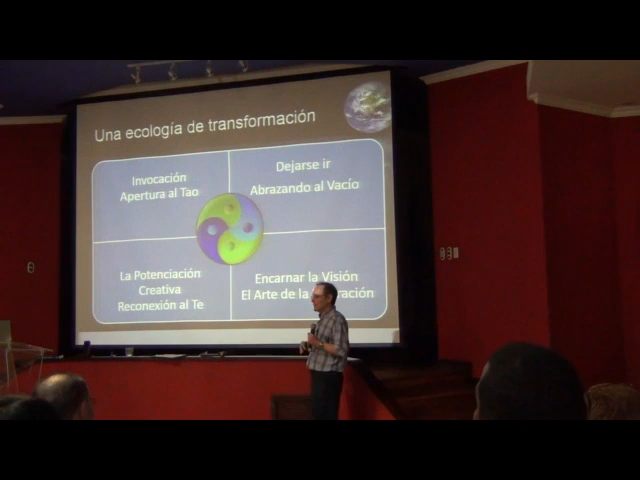 Una ecología de transformación
Invocación
Apertura al Tao
Dejarse ir
Abrazando al Vacío
La Potenciación
Creativa
Reconexión al Te
Encarnar la Visión
El Arte de la